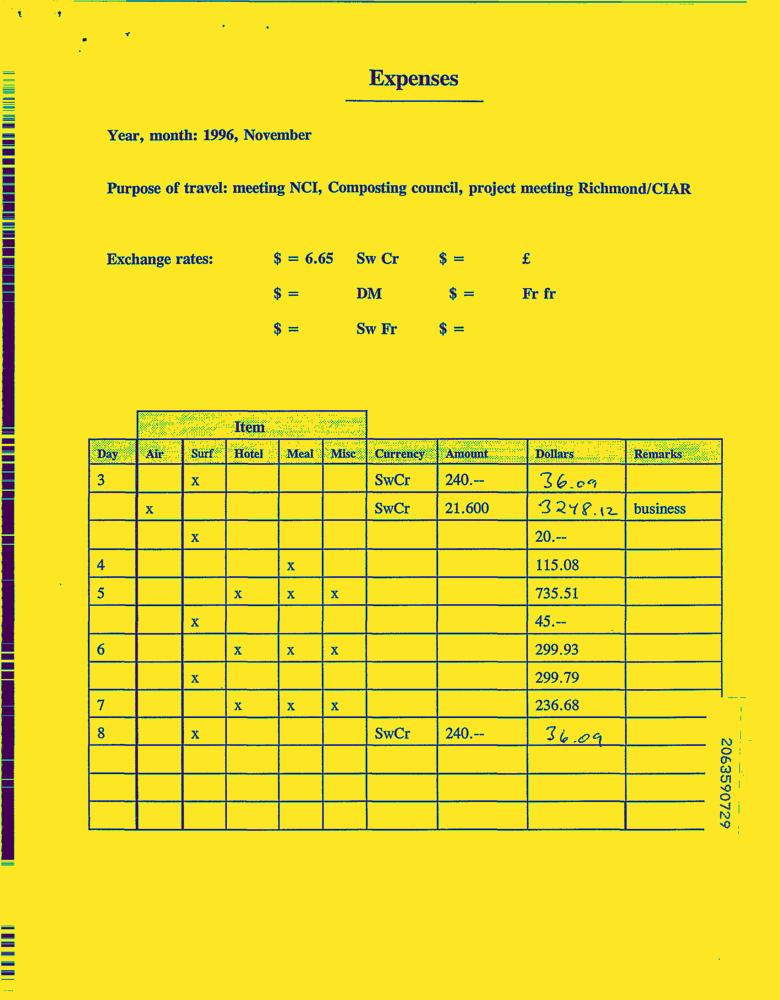 Expenses
Year, month: 1996, November
Purpose of travel: meeting NCI, Composting council, project meeting Richmond/CIAR
Exchange rates: $ = 6.65 Sw Cr $ = £
$ = DM $ = Fr fr
$ = Sw Fr $ =
Item
Day Air Surf Hotel Meal Misc Currency Amount Dollars Remarks
3 x SwCr 240.-- 36.09
x SwCr 21.600 3248.12 business
x 20.--
4 x 115.08
5 x x x 735.51
x 45.--
6 x x x 299.93
x 299.79
7 x x x 236.68
8 x SwCr 240.-- 36.09
2063590729